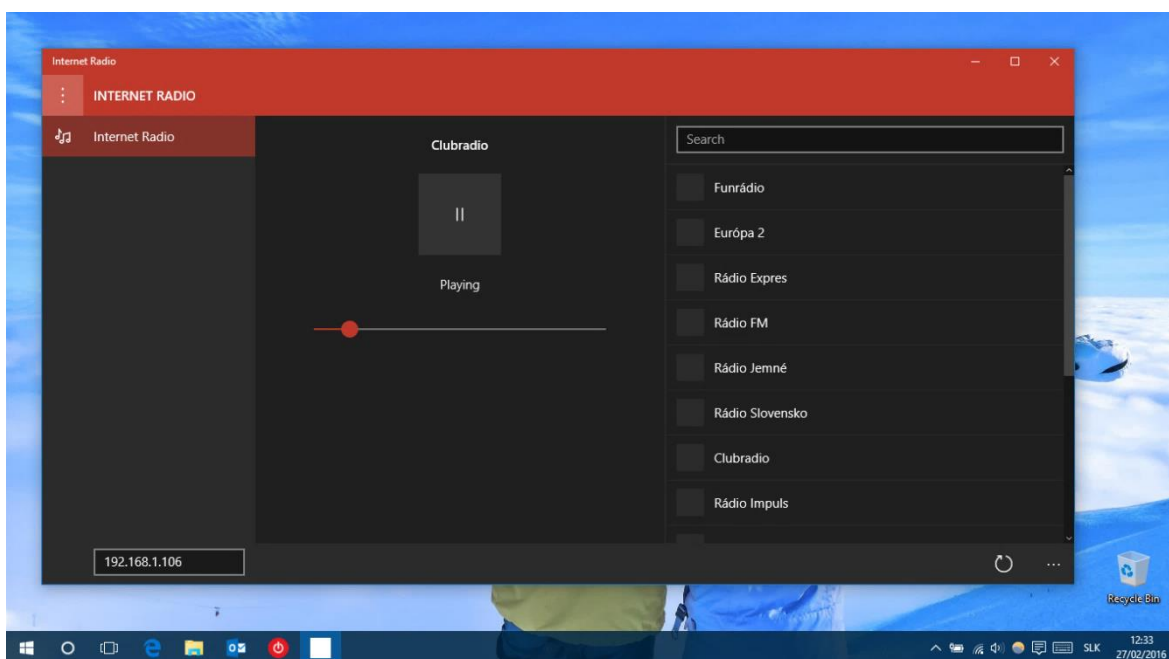 Internet Radio
INTERNET RADIO
Internet Radio
Clubradio
Playing
Search
Funrádio
Európa 2
Rádio Expres
Rádio FM
Rádio Jemné
Rádio Slovensko
Clubradio
Rádio Impuls
192.168.1.106
Recycle Bin
SLK
12:33
27/02/2016